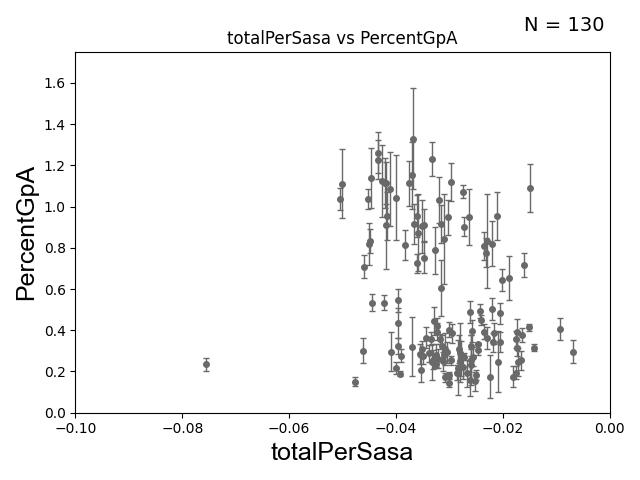 N = 130
totalPerSasa vs PercentGpA
PercentGpA
1.6
1.4
1.2
1.0
0.8
0.6
0.4
0.2
0.0
−0.10 −0.08 −0.06 −0.04 −0.02 0.00
totalPerSasa